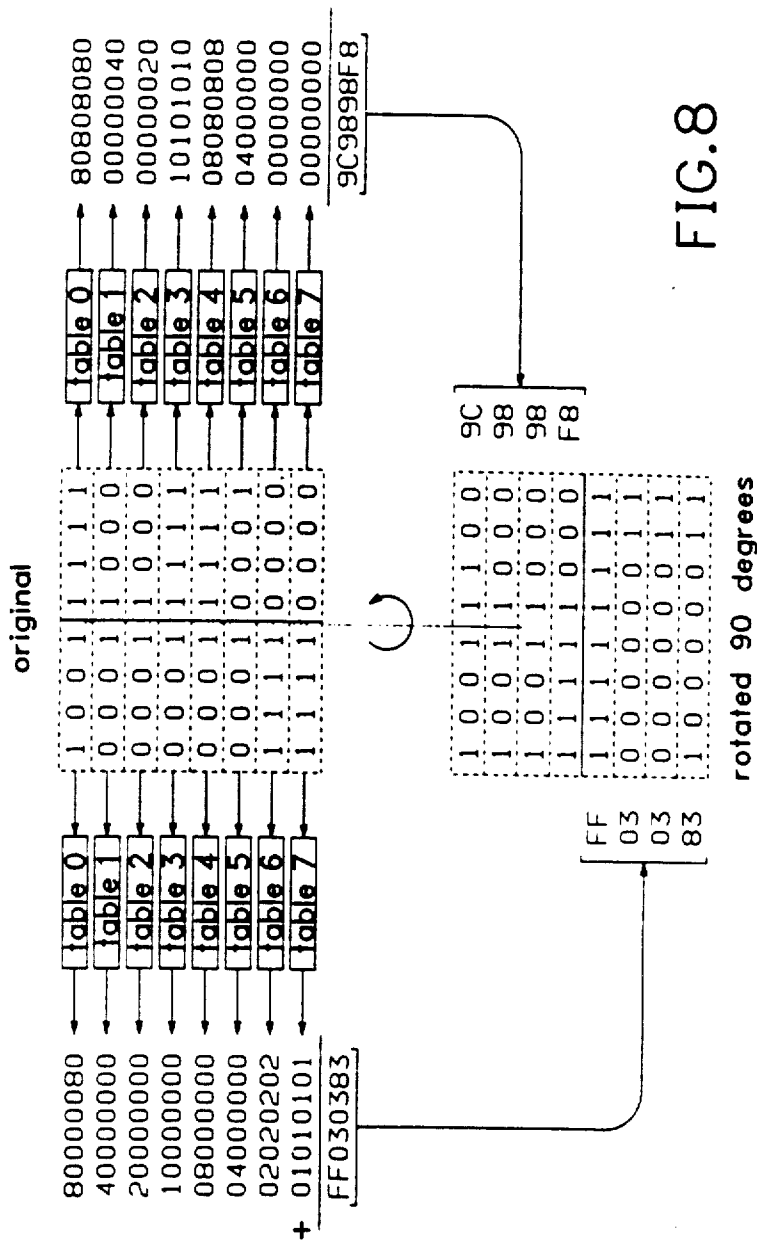 original
80000080 table 0 1 0 0 1 1 1 1 1 table 0 80808080
40000000 table 1 0 0 0 1 1 0 0 0 table 1 00000040
20000000 table 2 0 0 0 1 1 0 0 0 table 2 00000020
10000000 table 3 0 0 0 1 1 1 1 1 table 3 10101010
08000000 table 4 0 0 0 1 1 1 1 1 table 4 08080808
04000000 table 5 0 0 0 1 0 0 0 1 table 5 04000000
02020202 table 6 1 1 1 1 0 0 0 0 table 6 00000000
+ 01010101 table 7 1 1 1 1 0 0 0 0 table 7 00000000
FF030383 9C9898F8
1 0 0 1 1 1 0 0 9C
1 0 0 1 1 0 0 0 98
1 0 0 1 1 0 0 0 98
1 1 1 1 1 0 0 0 F8
FF 1 1 1 1 1 1 1 1
03 0 0 0 0 0 0 1 1
03 0 0 0 0 0 0 1 1
83 1 0 0 0 0 0 1 1
rotated 90 degrees
FIG.8